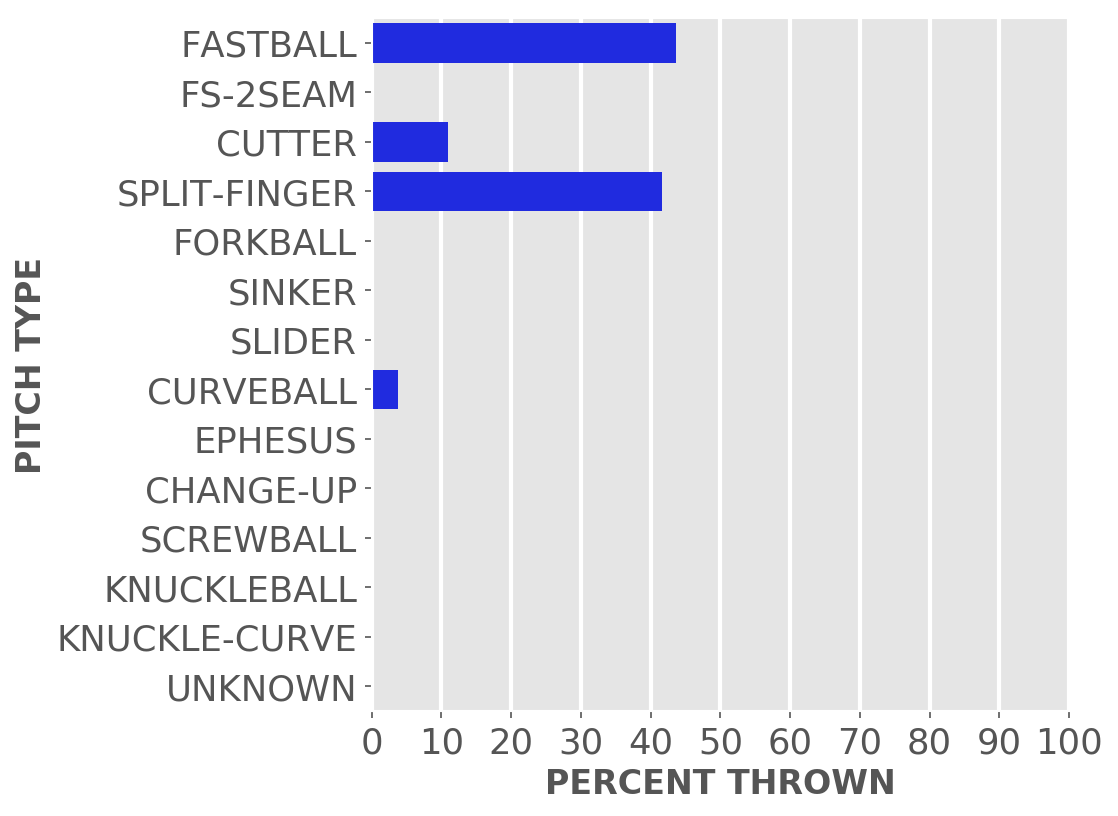 FASTBALL
FS-2SEAM
CUTTER
SPLIT-FINGER
FORKBALL
SINKER
SLIDER
CURVEBALL
EPHESUS
CHANGE-UP
SCREWBALL
KNUCKLEBALL
KNUCKLE-CURVE
UNKNOWN
PITCH TYPE
0 10 20 30 40 50 60 70 80 90 100
PERCENT THROWN